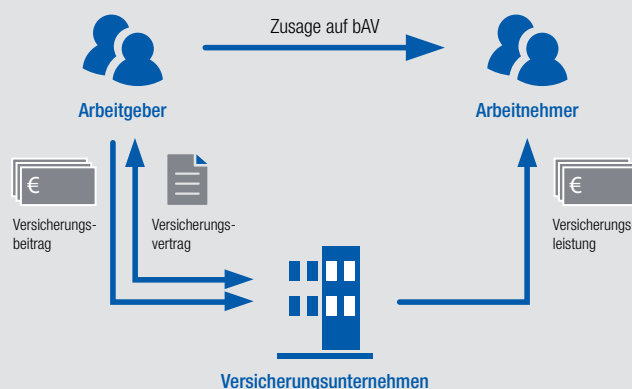 Zusage auf bAV
Arbeitgeber
Arbeitnehmer
€
Versicherungs-
beitrag
Versicherungs-
vertrag
€
Versicherungs
leistung
Versicherungsunternehmen